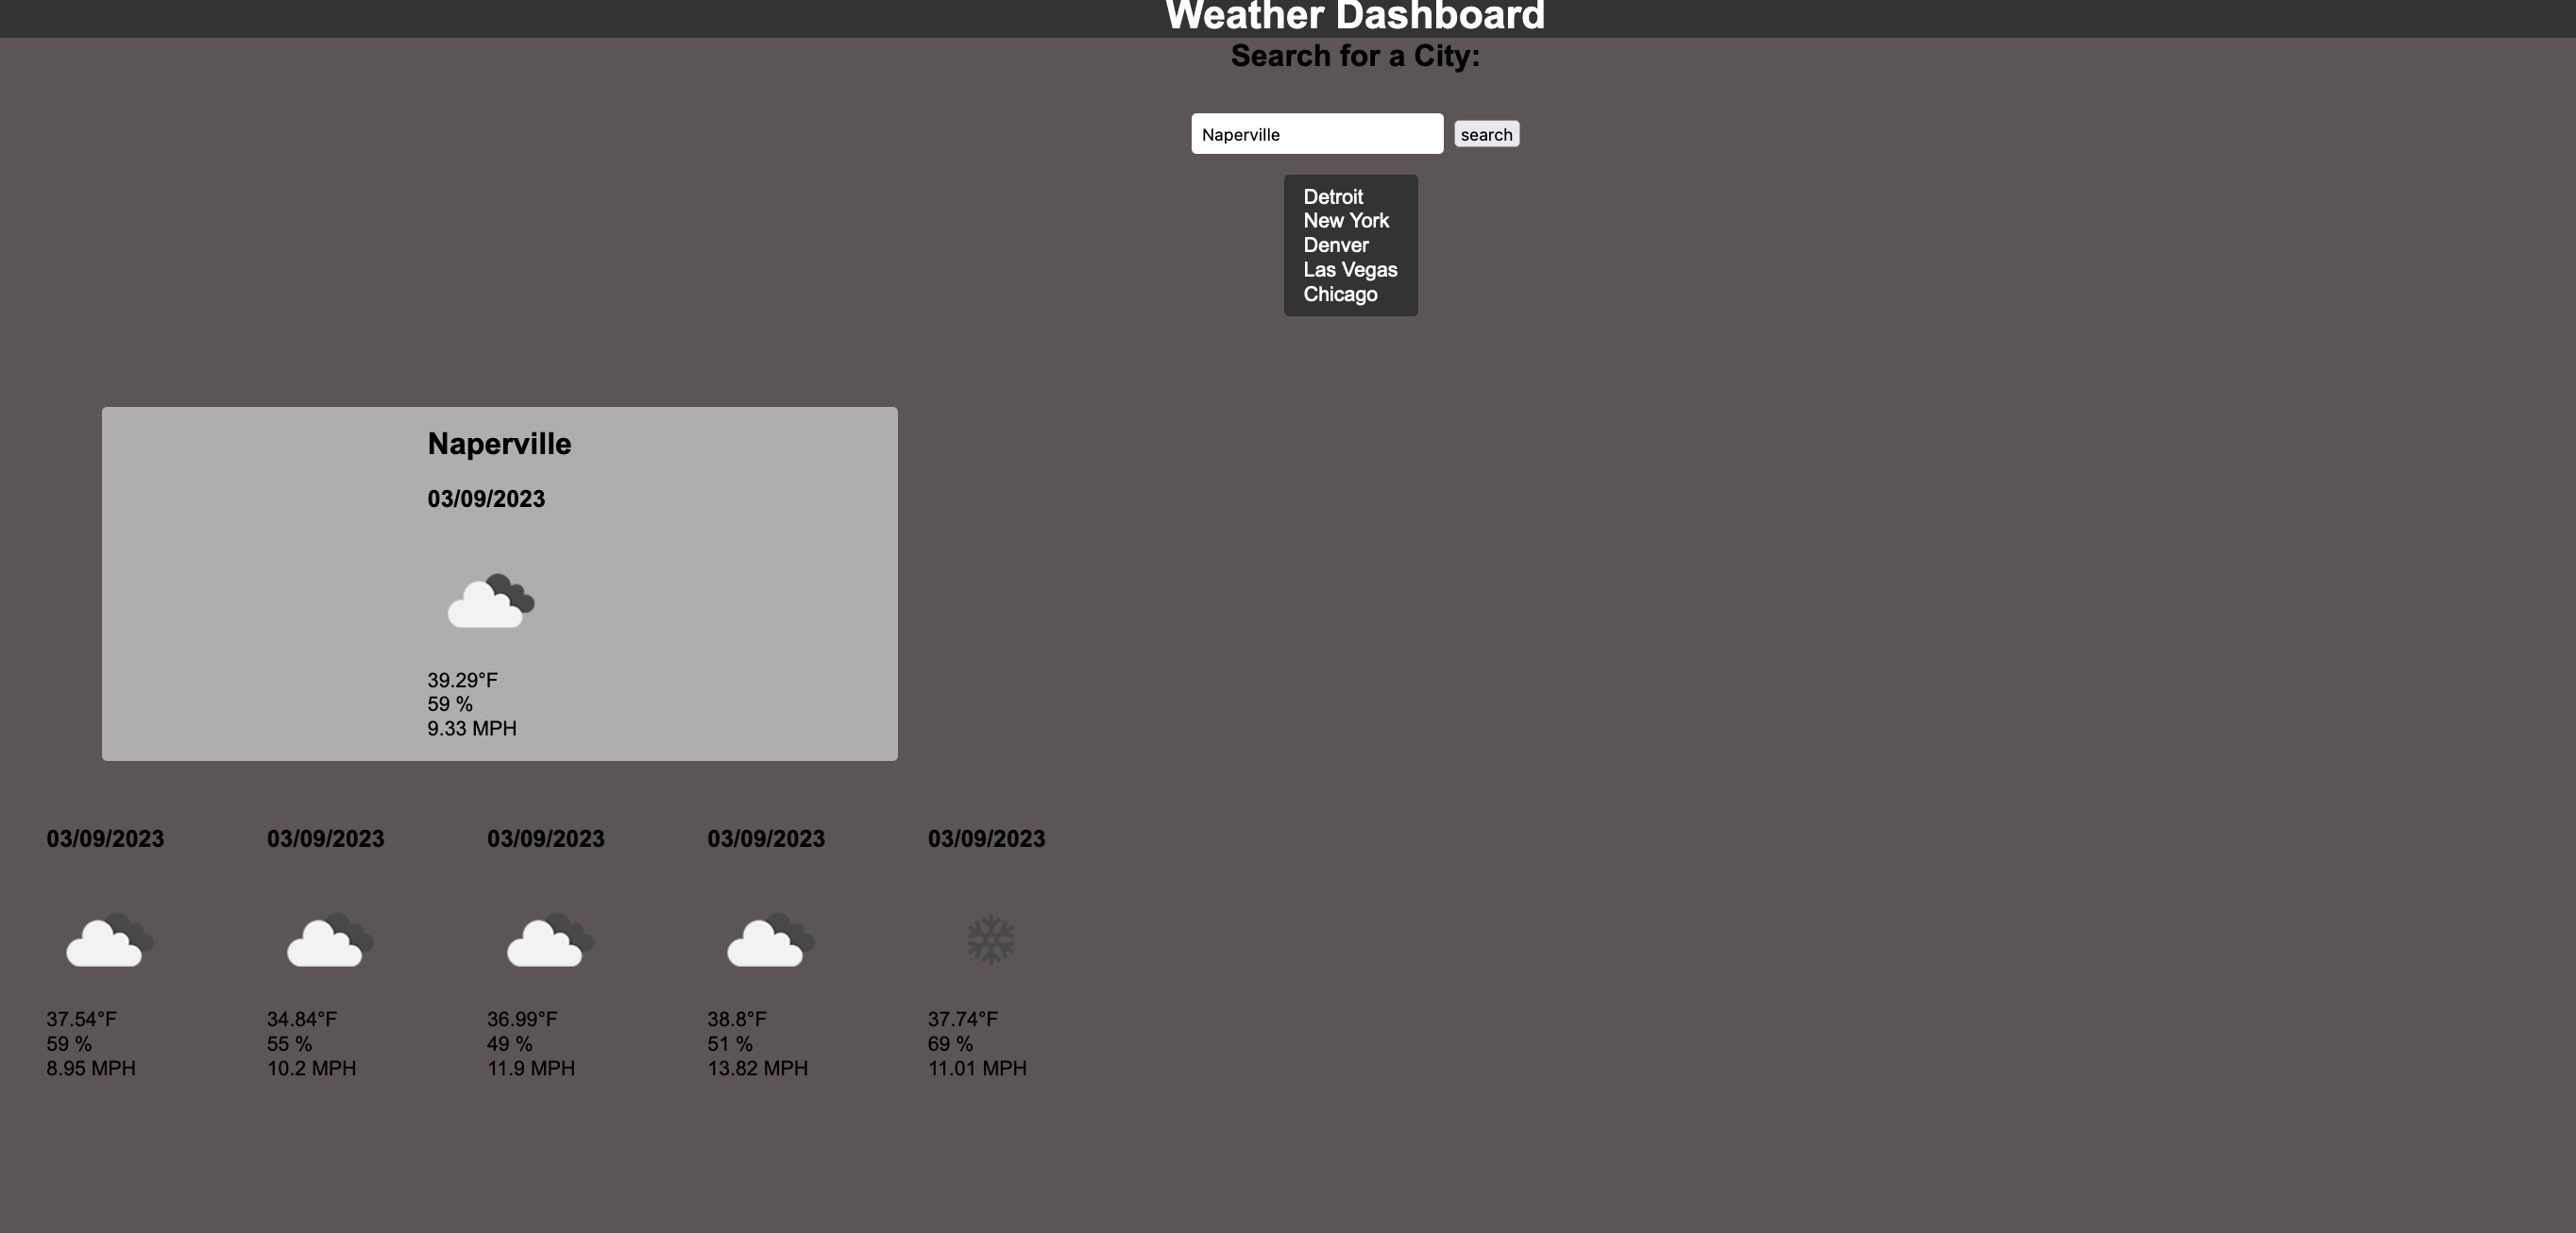 Weather Dashboard
Search for a City:
Naperville
search
Detroit
New York
Denver
Las Vegas
Chicago
Naperville
03/09/2023
39.29°F
59 %
9.33 MPH
03/09/2023
37.54°F
59 %
8.95 MPH
03/09/2023
34.84°F
55 %
10.2 MPH
03/09/2023
36.99°F
49 %
11.9 MPH
03/09/2023
38.8°F
51 %
13.82 MPH
03/09/2023
37.74°F
69 %
11.01 MPH